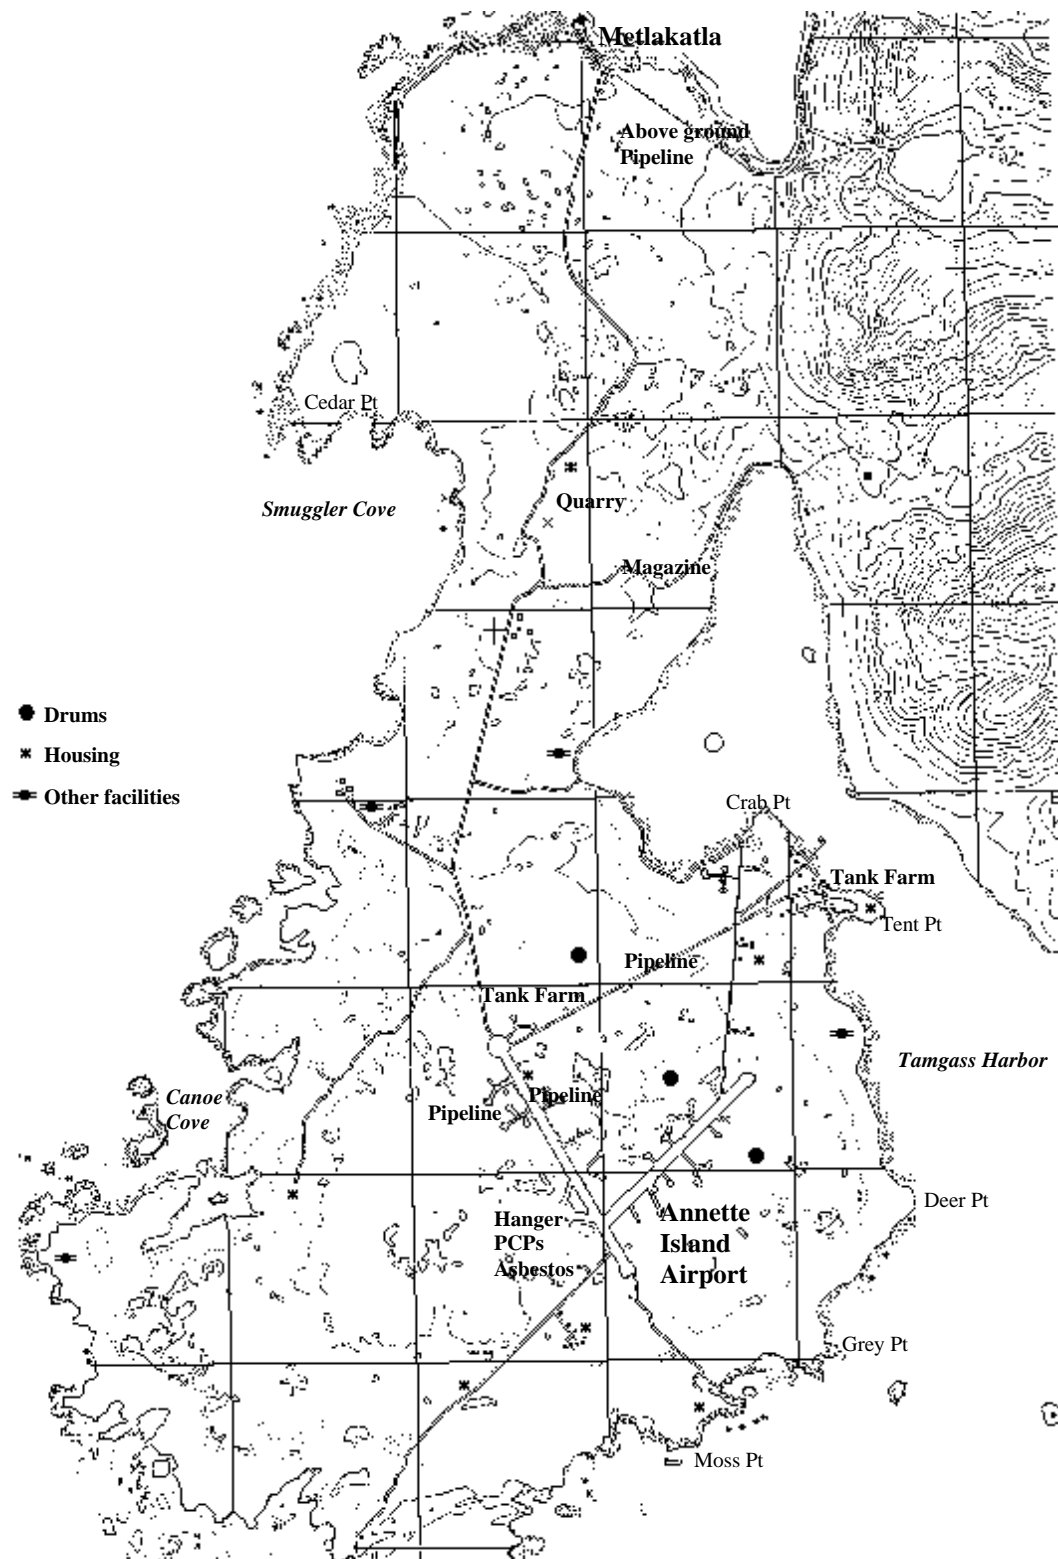 Metlakatla
Above ground
Pipeline
Cedar Pt
Smuggler Cove
Quarry
Magazine
Drums
Housing
Other facilities
Crab Pt
Tank Farm
Tent Pt
Pipeline
Tank Farm
Tamgass Harbor
Canoe
Cove
Pipeline
Pipeline
Deer Pt
Hanger
PCPs
Asbestos
Annette
Island
Airport
Grey Pt
Moss Pt